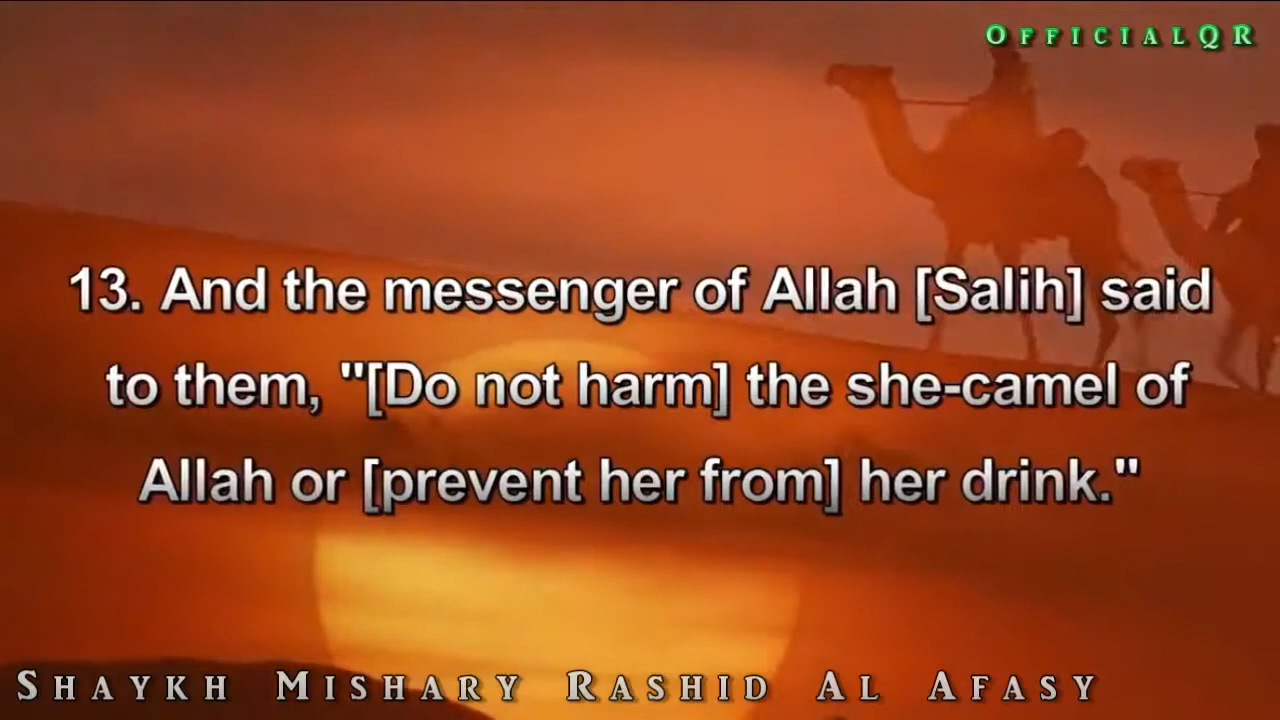 OFFICIALQR
13. And the messenger of Allah [Salih] said
to them, "[Do not harm] the she-camel of
Allah or [prevent her from] her drink."
SHAYKH MISHARY RASHID AL AFASY